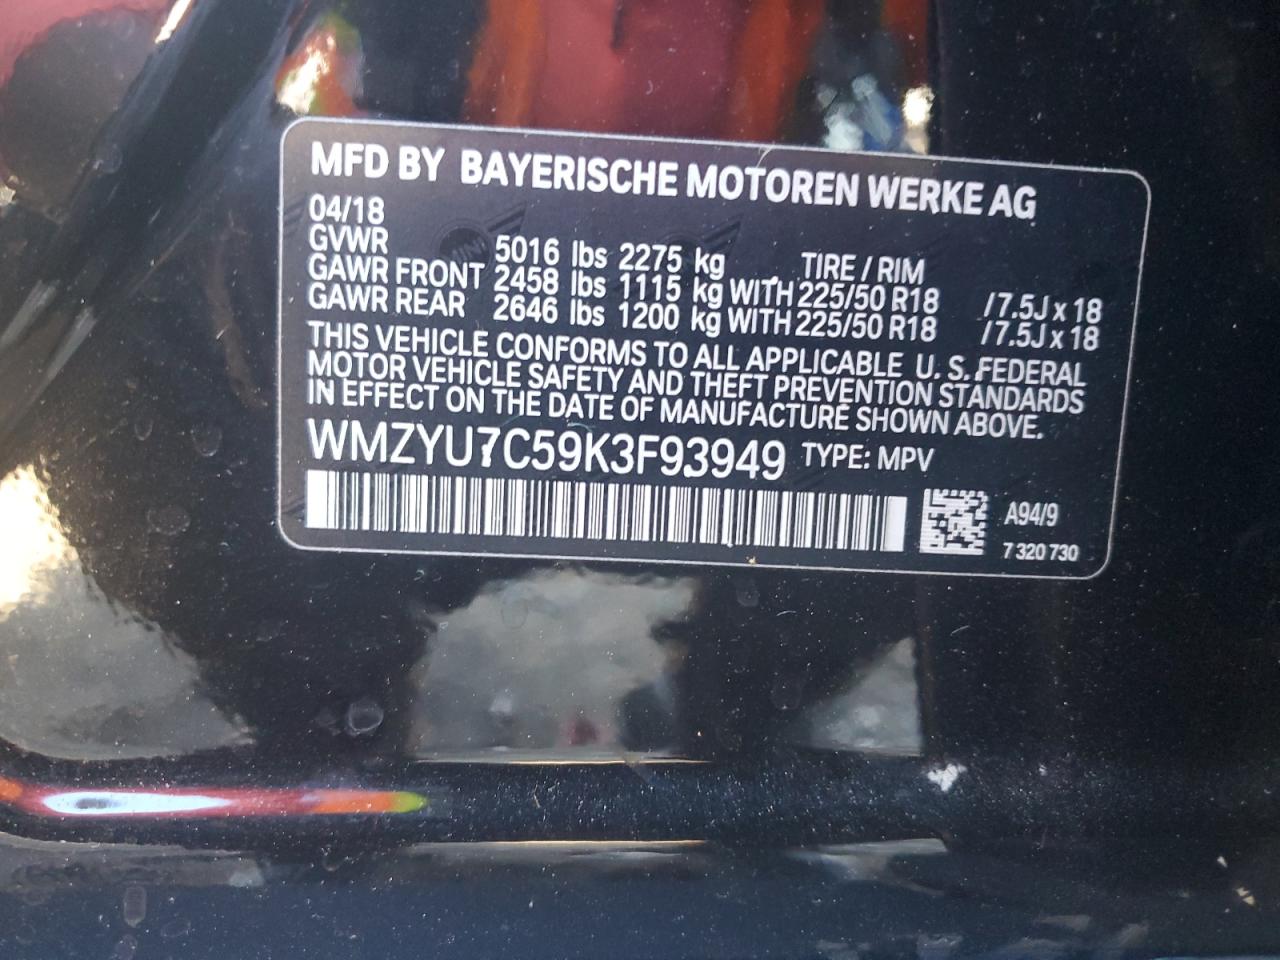 MFD BY BAYERISCHE MOTOREN WERKE AG
04/18
GVWR 5016 lbs 2275 kg TIRE / RIM
GAWR FRONT 2458 lbs 1115 kg WITH 225/50 R18 /7.5J x 18
GAWR REAR 2646 lbs 1200 kg WITH 225/50 R18 /7.5J x 18
THIS VEHICLE CONFORMS TO ALL APPLICABLE U. S. FEDERAL
MOTOR VEHICLE SAFETY AND THEFT PREVENTION STANDARDS
IN EFFECT ON THE DATE OF MANUFACTURE SHOWN ABOVE.
WMZYU7C59K3F93949 TYPE: MPV
A94/9
7 320 730